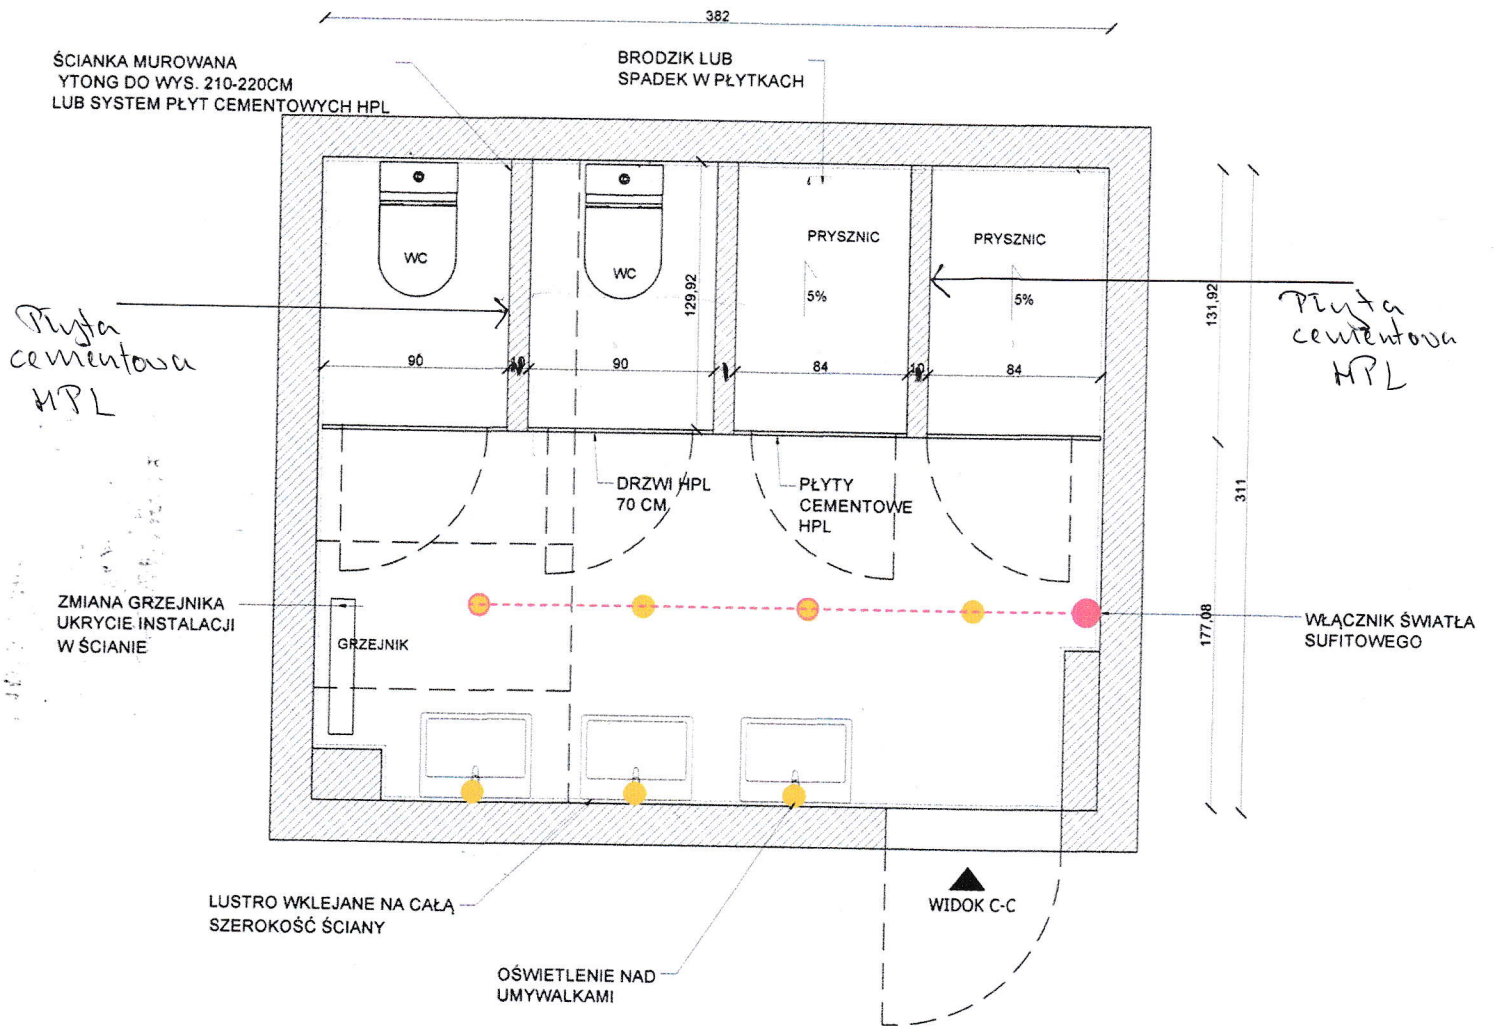 382
ŚCIANKA MUROWANA
YTONG DO WYS. 210-220CM
LUB SYSTEM PŁYT CEMENTOWYCH HPL
BRODZIK LUB
SPADEK W PŁYTKACH
WC
WC
PRYSZNIC
PRYSZNIC
5%
5%
129,92
131,92
311
177,08
Płyta
cementowa
HPL
Płyta
cementowa
HPL
90
10
90
84
10
84
DRZWI HPL
70 CM
PŁYTY
CEMENTOWE
HPL
ZMIANA GRZEJNIKA
UKRYCIE INSTALACJI
W ŚCIANIE
GRZEJNIK
WŁĄCZNIK ŚWIATŁA
SUFITOWEGO
LUSTRO WKLEJANE NA CAŁĄ
SZEROKOŚĆ ŚCIANY
WIDOK C-C
OŚWIETLENIE NAD
UMYWALKAMI